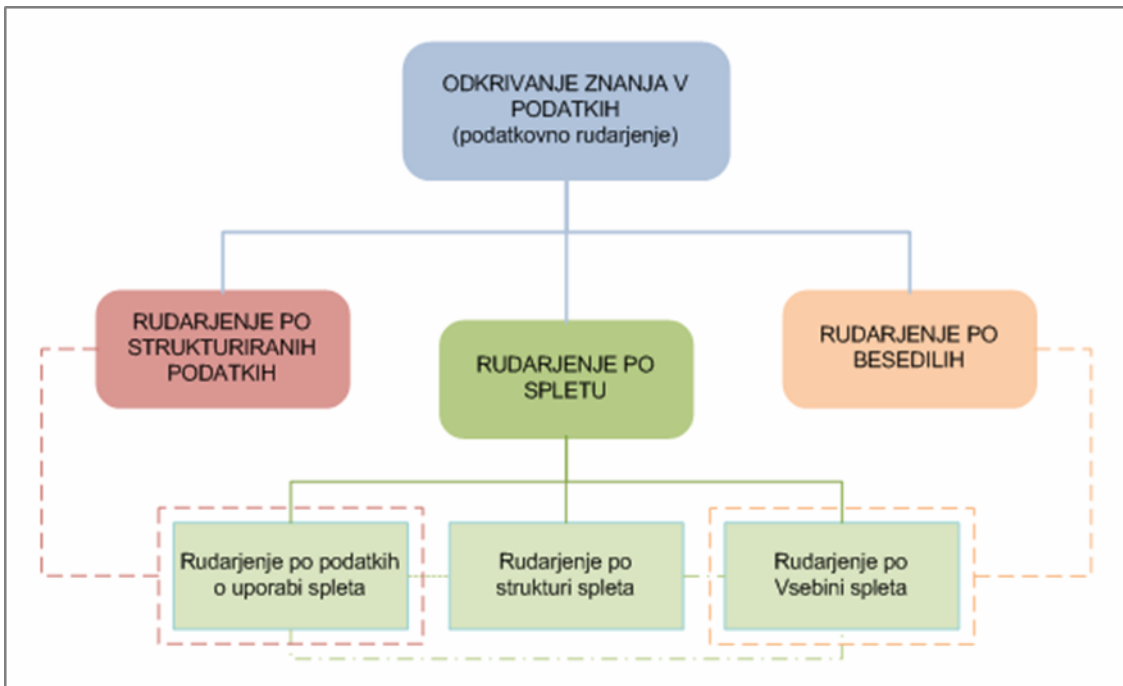 ODKRIVANJE ZNANJA V
PODATKIH
(podatkovno rudarjenje)
RUDARJENJE PO
STRUKTURIRANIH
PODATKIH
RUDARJENJE PO
SPLETU
RUDARJENJE PO
BESEDILIH
Rudarjenje po podatkih
o uporabi spleta
Rudarjenje po
strukturi spleta
Rudarjenje po
Vsebini spleta